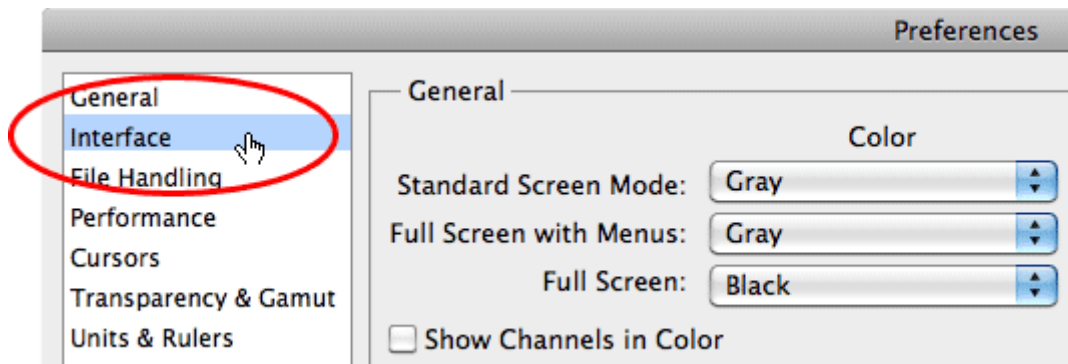 Preferences
General
Interface
File Handling
Performance
Cursors
Transparency & Gamut
Units & Rulers
General
Color
Standard Screen Mode: Gray
Full Screen with Menus: Gray
Full Screen: Black
Show Channels in Color